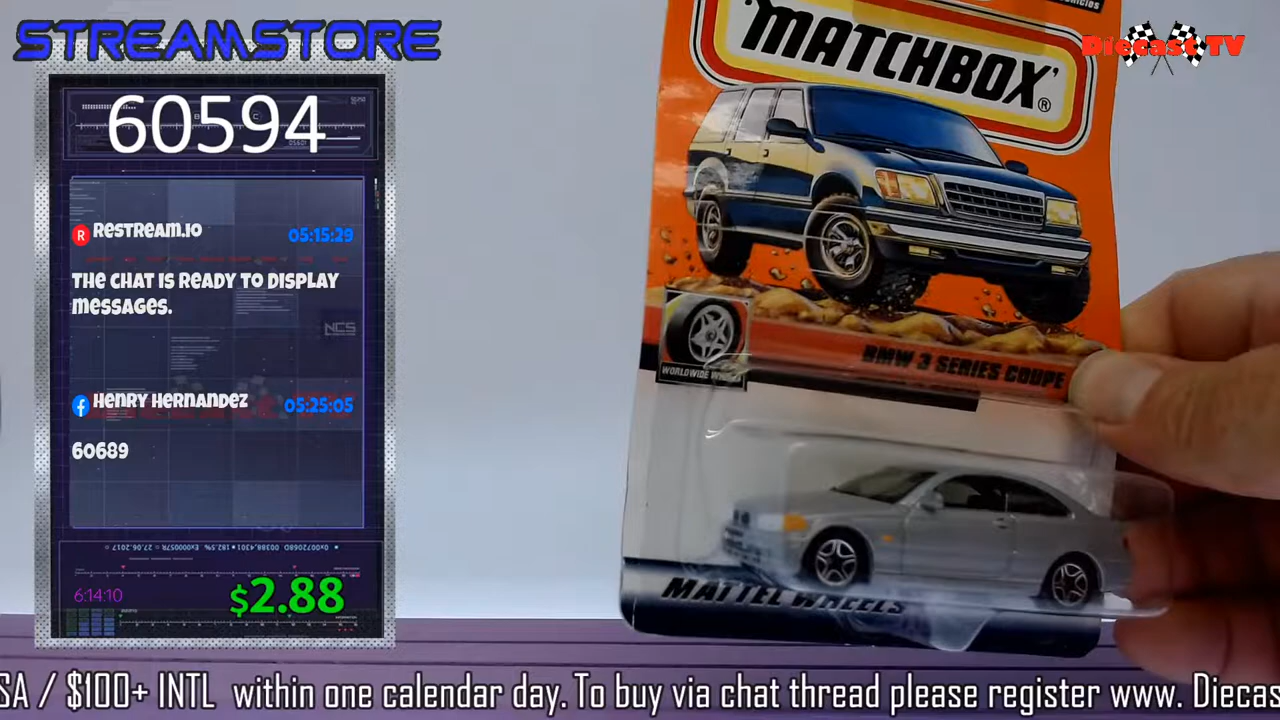 STREAMSTORE
60594
Restream.io
05:15:29
The chat is ready to display
messages.
NCS
Henry Hernandez
05:25:05
60689
6:14:10
$2.88
MATCHBOX®
Diecast TV
WORLDWIDE
BMW 3 SERIES COUPE
MATTEL WHEELS
SA / $100+ INTL within one calendar day. To buy via chat thread please register www. Diecas